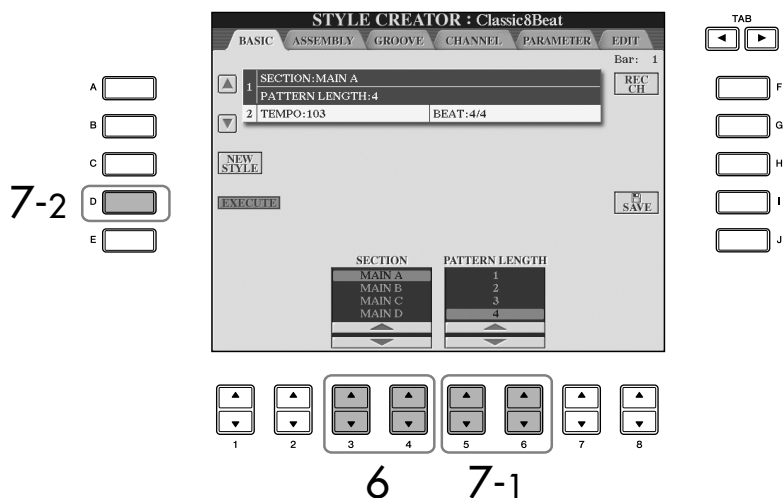 STYLE CREATOR : Classic8Beat
BASIC ASSEMBLY GROOVE CHANNEL PARAMETER EDIT
TAB
Bar: 1
1 SECTION:MAIN A
PATTERN LENGTH:4
2 TEMPO:103 BEAT:4/4
REC
CH
NEW
STYLE
EXECUTE
SAVE
A
B
C
D
E
F
G
H
I
J
7-2
SECTION
MAIN A
MAIN B
MAIN C
MAIN D
PATTERN LENGTH
1
2
3
4
1 2 3 4 5 6 7 8
6 7-1